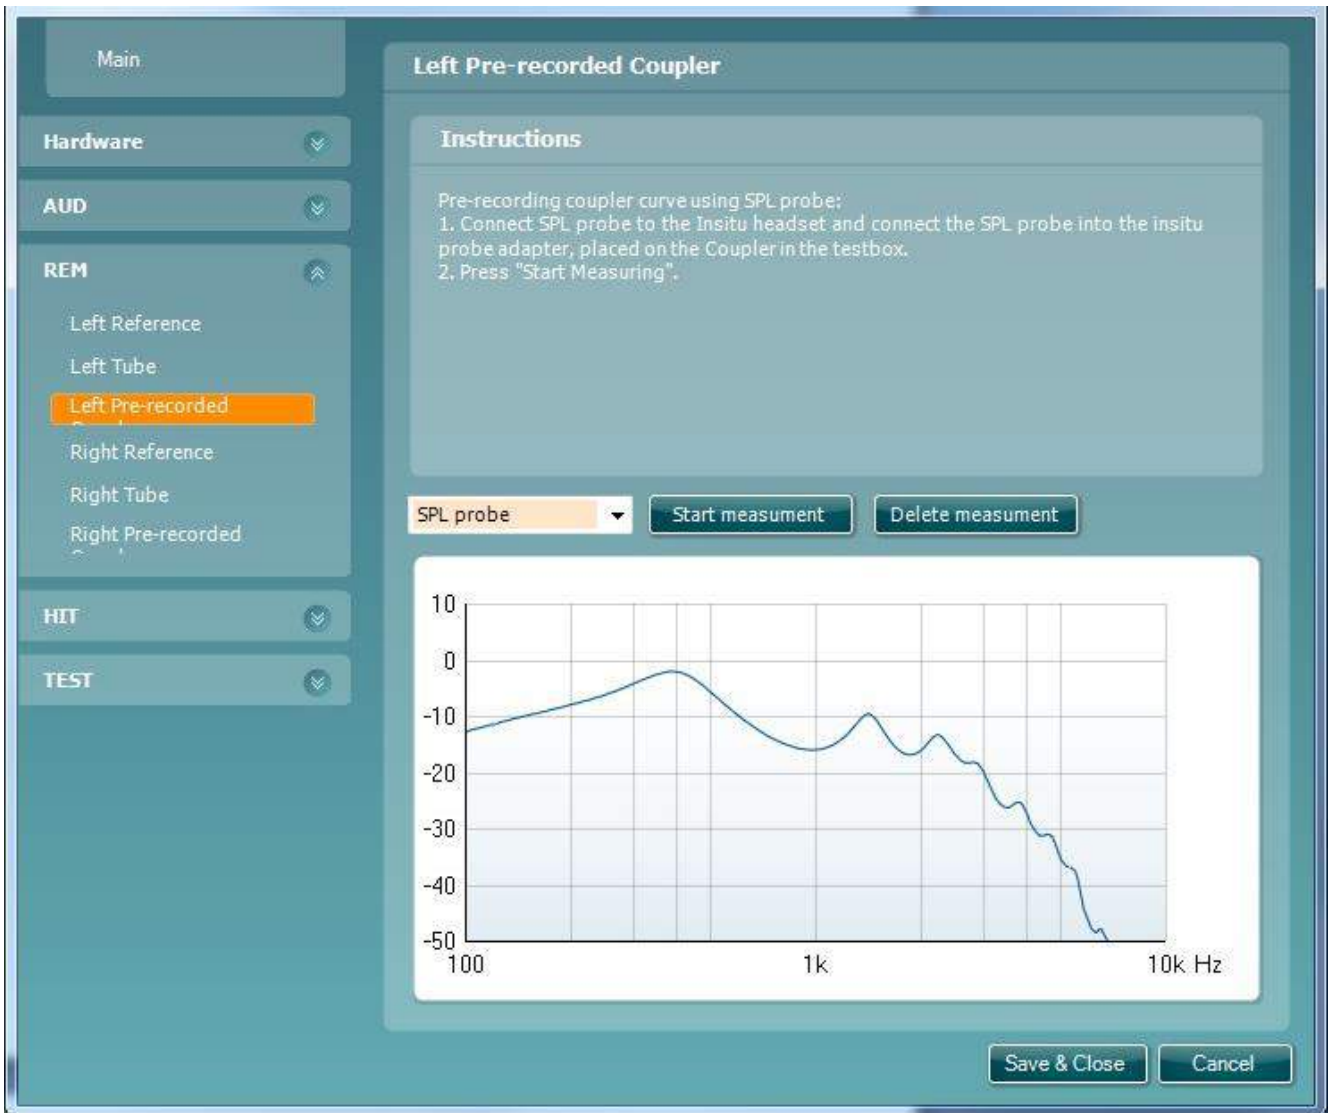 Main
Hardware
AUD
REM
Left Reference
Left Tube
Left Pre-recorded
Right Reference
Right Tube
Right Pre-recorded
HIT
TEST
Left Pre-recorded Coupler
Instructions
Pre-recording coupler curve using SPL probe:
1. Connect SPL probe to the Insitu headset and connect the SPL probe into the insitu
probe adapter, placed on the Coupler in the testbox.
2. Press "Start Measuring".
SPL probe
Start measument
Delete measument
10
0
-10
-20
-30
-40
-50
100
1k
10k Hz
Save & Close
Cancel